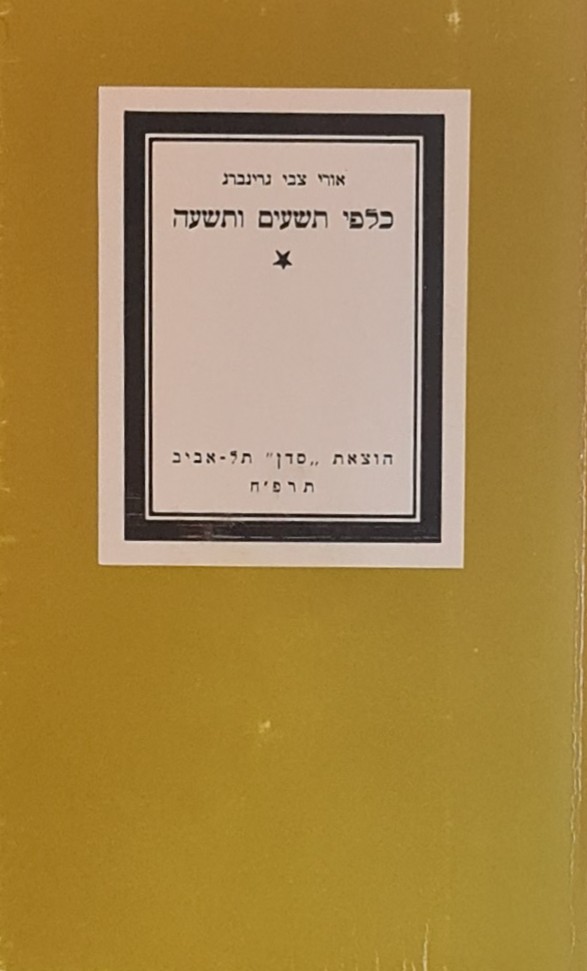 אורי צבי גרינברג
כלפי תשעים ותשעה
הוצאת „סדן” תל-אביב
תרפ״ח